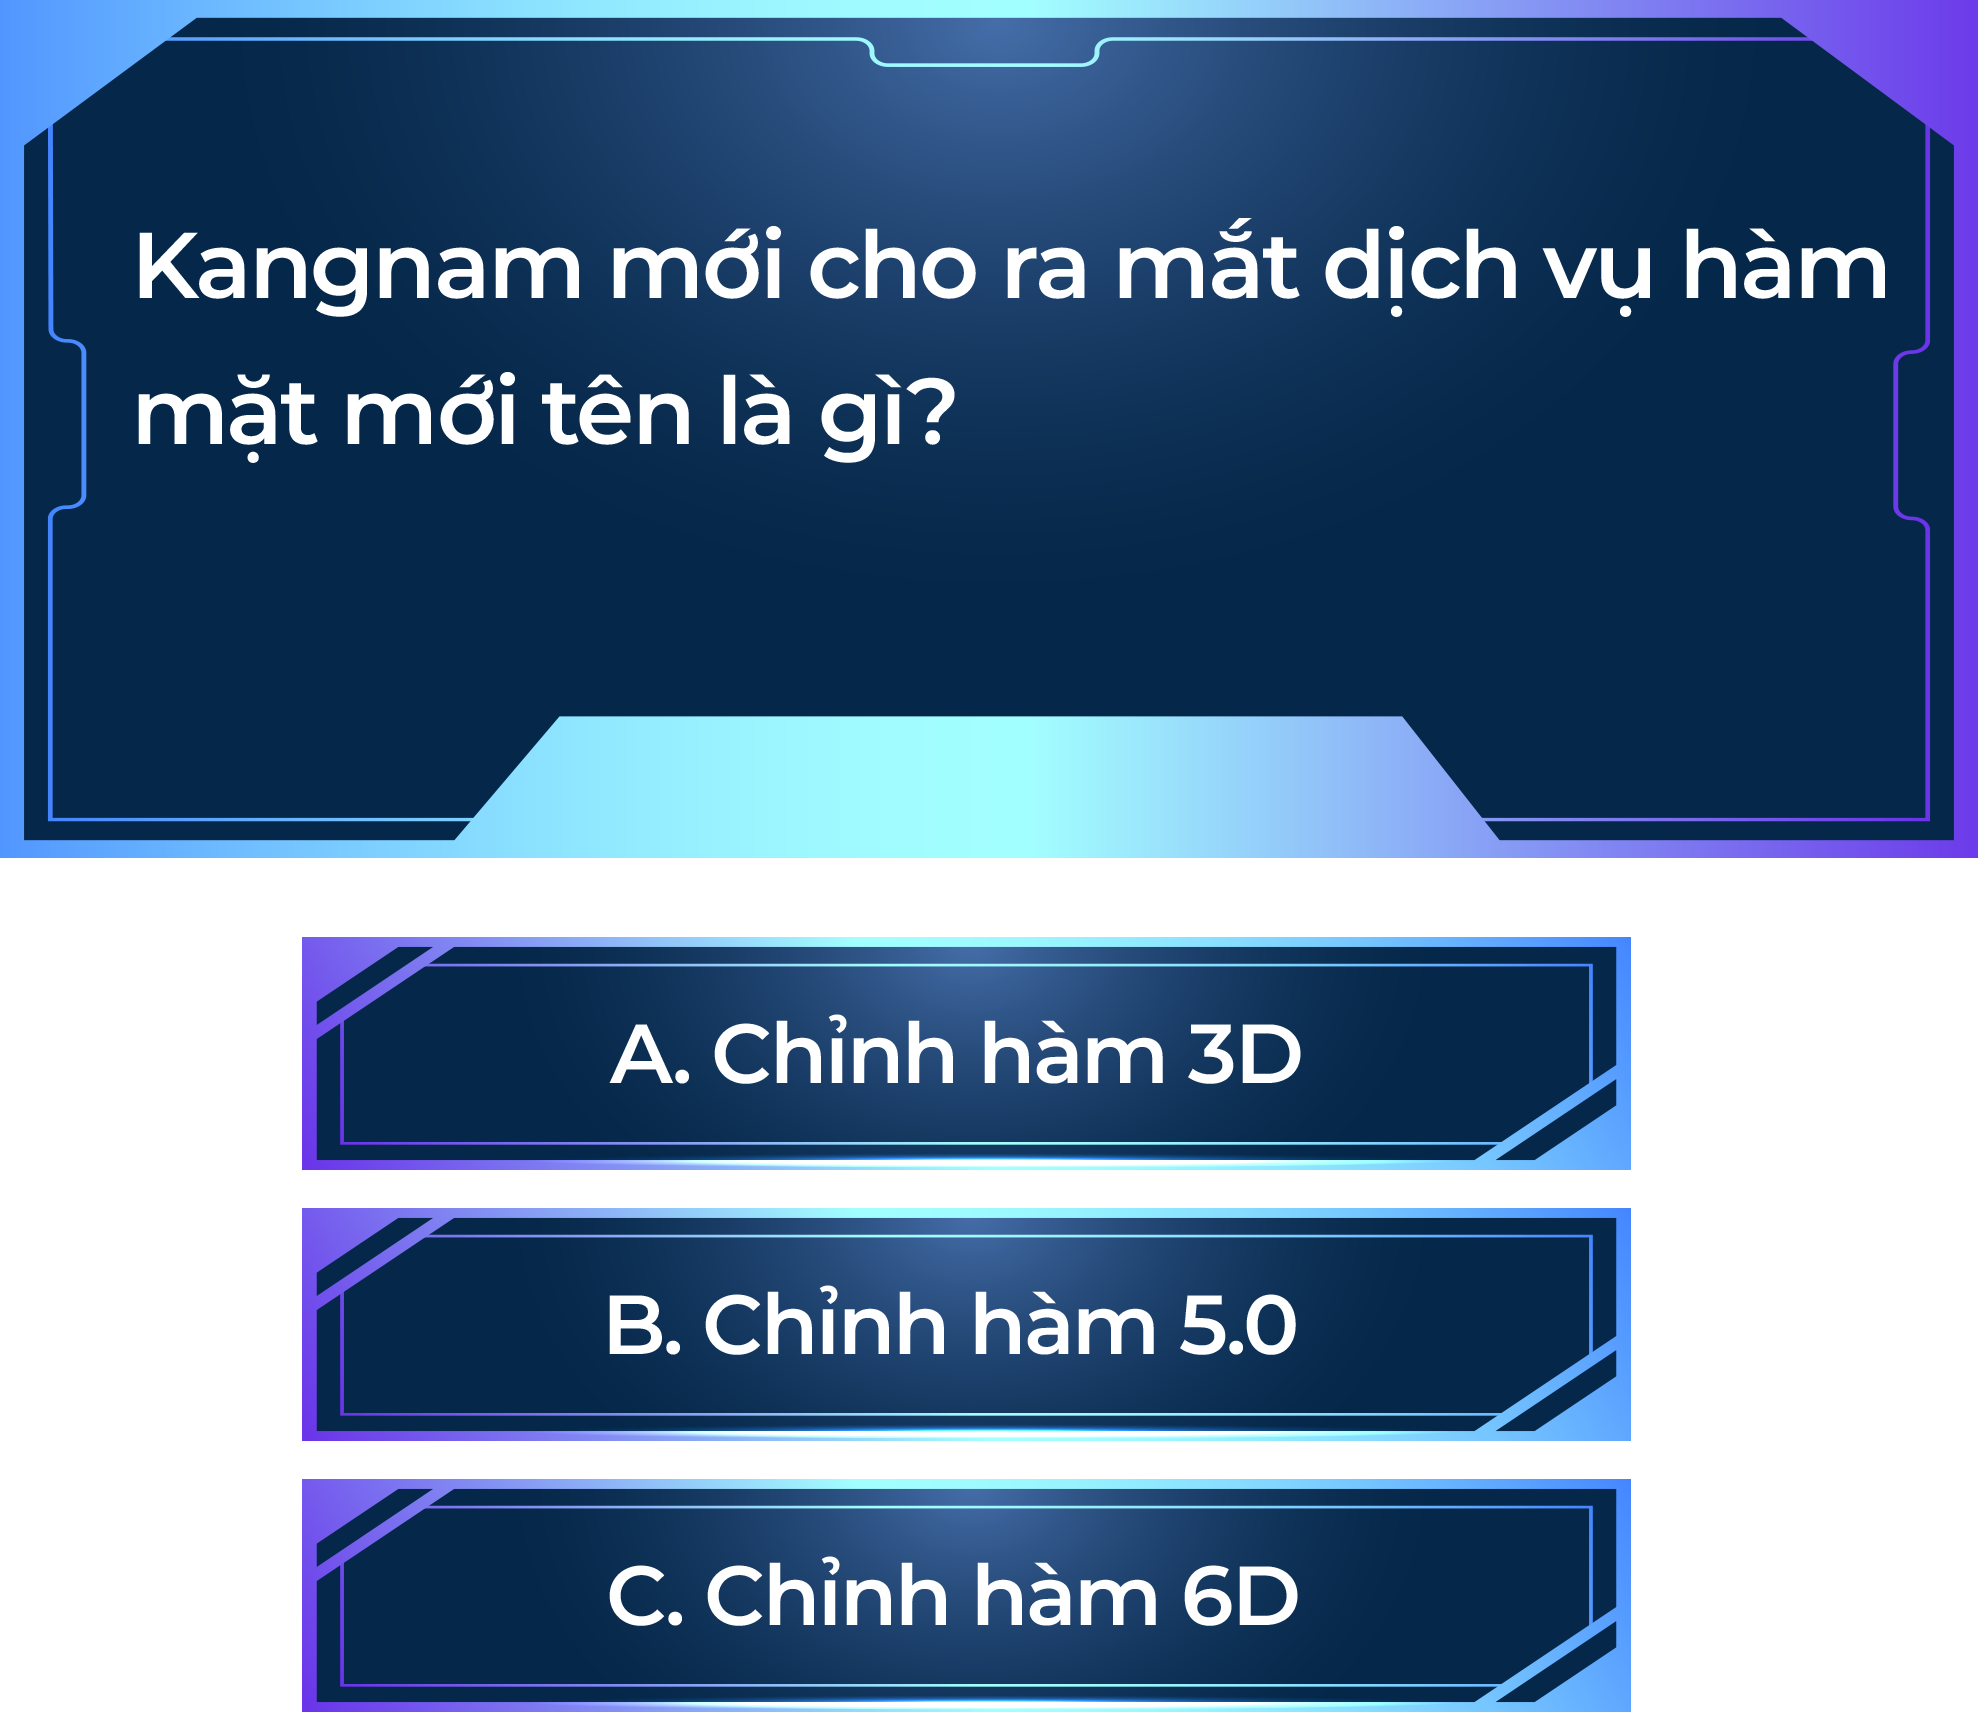 Kangnam mới cho ra mắt dịch vụ hàm
mặt mới tên là gì?
A. Chỉnh hàm 3D
B. Chỉnh hàm 5.0
C. Chỉnh hàm 6D